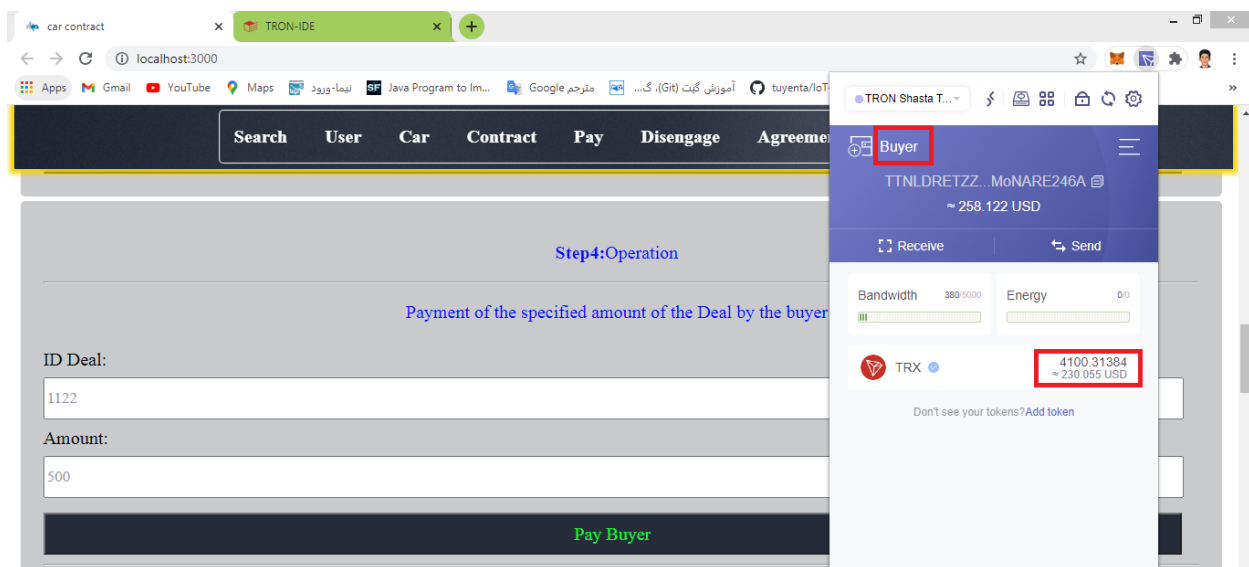 car contract
TRON-IDE
localhost:3000
Apps Gmail YouTube Maps نیما-ورود SF Java Program to Im... مترجم Google آموزش گیت (Git)، گ... tuyenta/IoT
TRON Shasta T...
Search User Car Contract Pay Disengage Agreeme
Buyer
TTNLDRETZZ...MoNARE246A
≈ 258.122 USD
Receive Send
Bandwidth 380/5000 Energy 0/0
TRX 4100.31384
≈ 230.055 USD
Don't see your tokens?Add token
Step4:Operation
Payment of the specified amount of the Deal by the buyer
ID Deal:
1122
Amount:
500
Pay Buyer